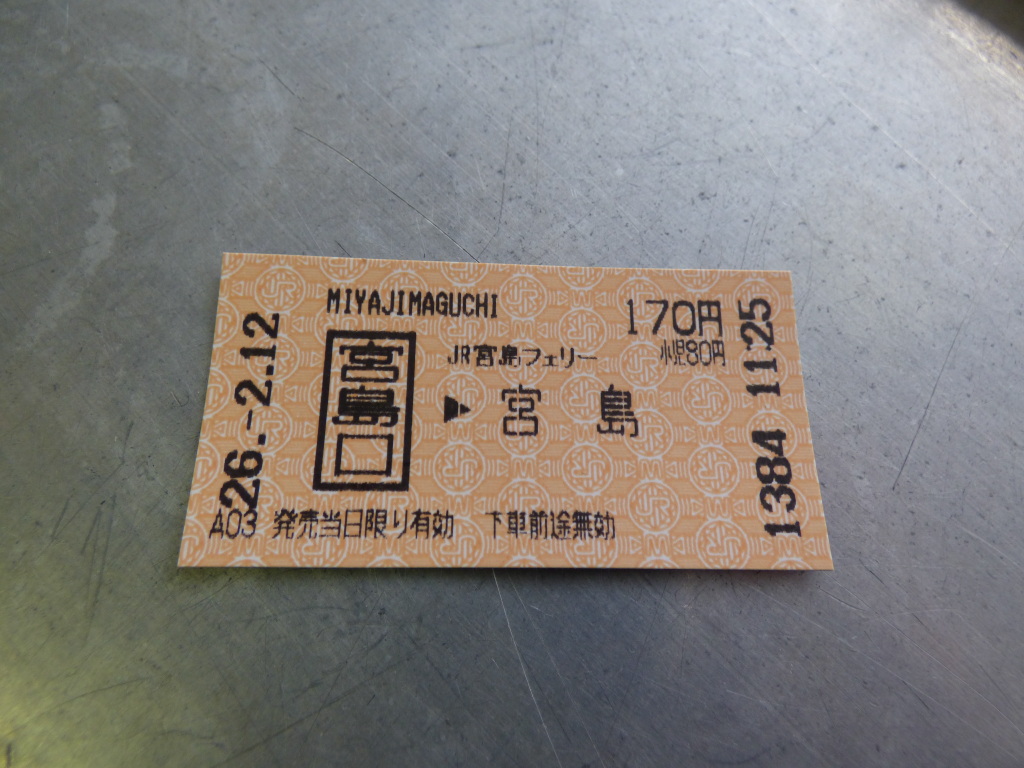 MIYAJIMAGUCHI
170円
小児80円
宮島口
JR宮島フェリー
▶ 宮島
26.-2.12
1384 11:25
A03 発売当日限り有効 下車前途無効